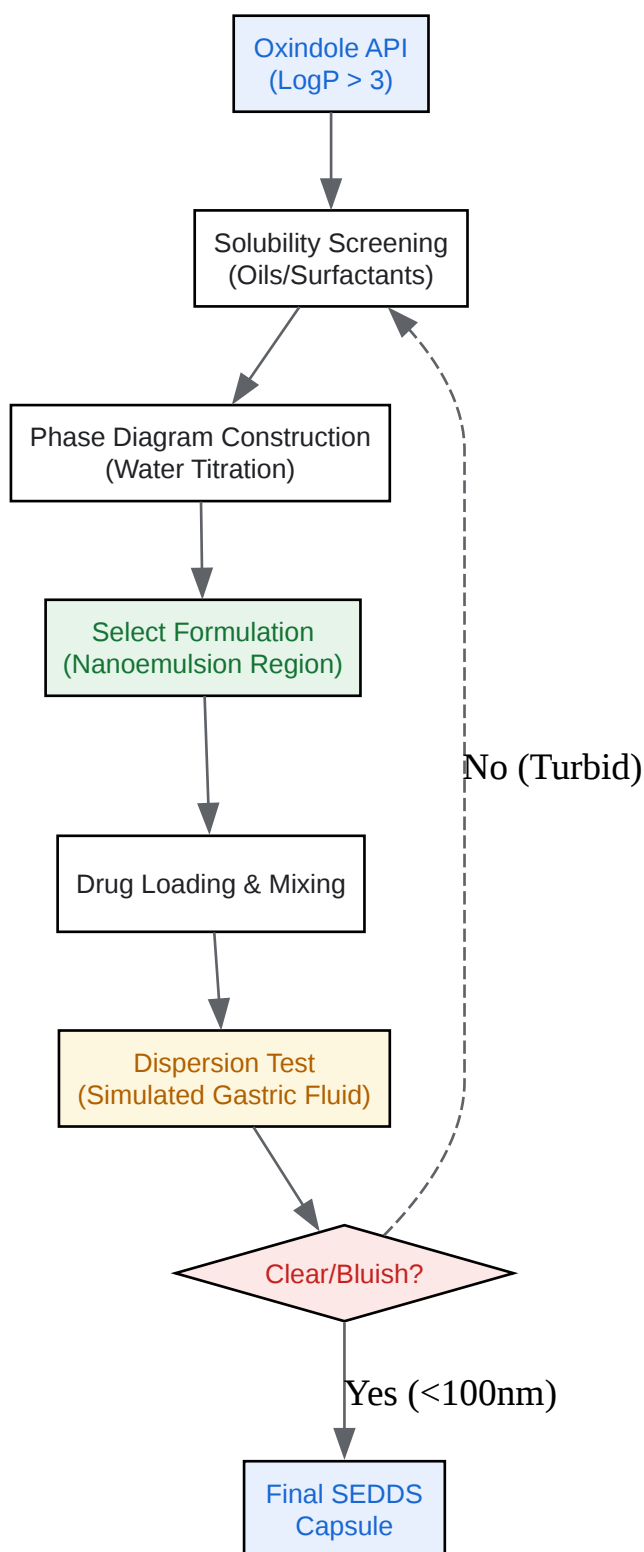 Oxindole API
(LogP > 3)
Solubility Screening
(Oils/Surfactants)
Phase Diagram Construction
(Water Titration)
Select Formulation
(Nanoemulsion Region)
No (Turbid)
Drug Loading & Mixing
Dispersion Test
(Simulated Gastric Fluid)
Clear/Bluish?
Yes (<100nm)
Final SEDDS
Capsule